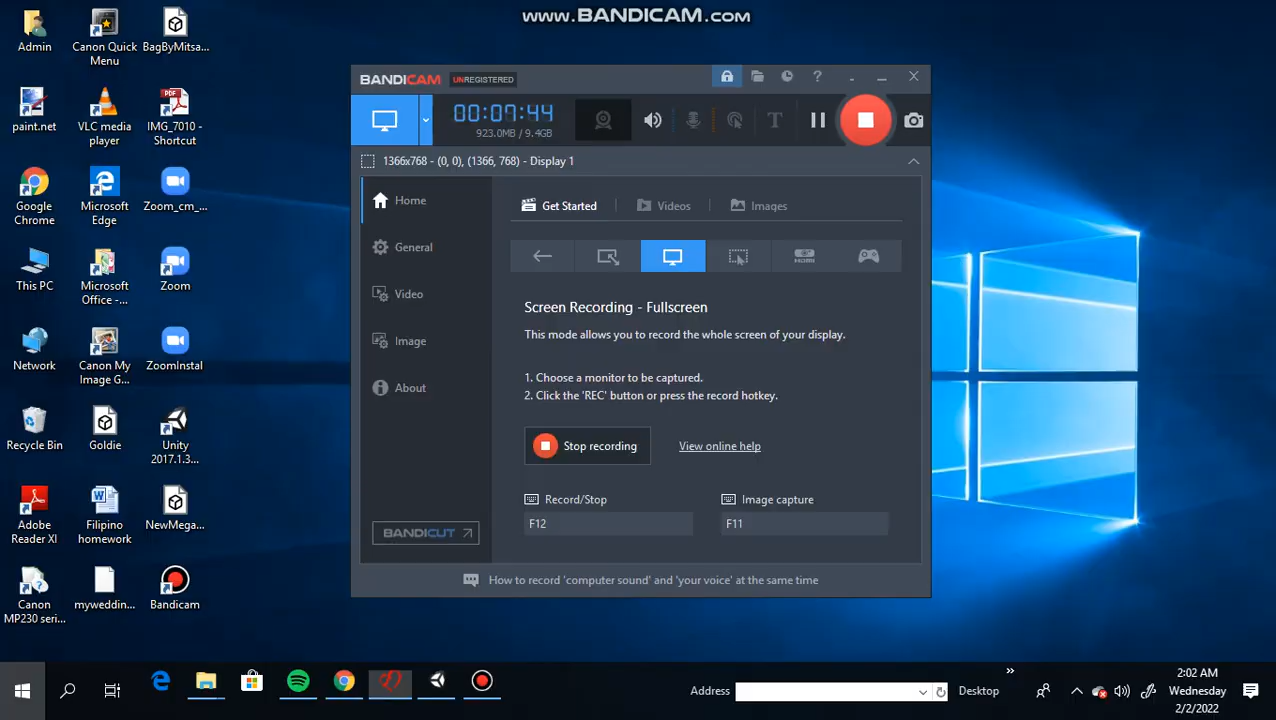 www.BANDICAM.com
Admin
Canon Quick
Menu
BagByMitsa...
paint.net
VLC media
player
IMG_7010 -
Shortcut
Google
Chrome
Microsoft
Edge
Zoom_cm_...
This PC
Microsoft
Office -...
Zoom
Network
Canon My
Image G...
ZoomInstal
Recycle Bin
Goldie
Unity
2017.1.3...
Adobe
Reader XI
Filipino
homework
NewMega...
Canon
MP230 seri...
myweddin...
Bandicam
BANDICAM UNREGISTERED
00:07:44
923.0MB / 9.4GB
1366x768 - (0, 0), (1366, 768) - Display 1
Home
General
Video
Image
About
BANDICUT
Get Started
Videos
Images
Screen Recording - Fullscreen
This mode allows you to record the whole screen of your display.
1. Choose a monitor to be captured.
2. Click the 'REC' button or press the record hotkey.
Stop recording
View online help
Record/Stop
Image capture
F12
F11
How to record 'computer sound' and 'your voice' at the same time
Address
Desktop
2:02 AM
Wednesday
2/2/2022